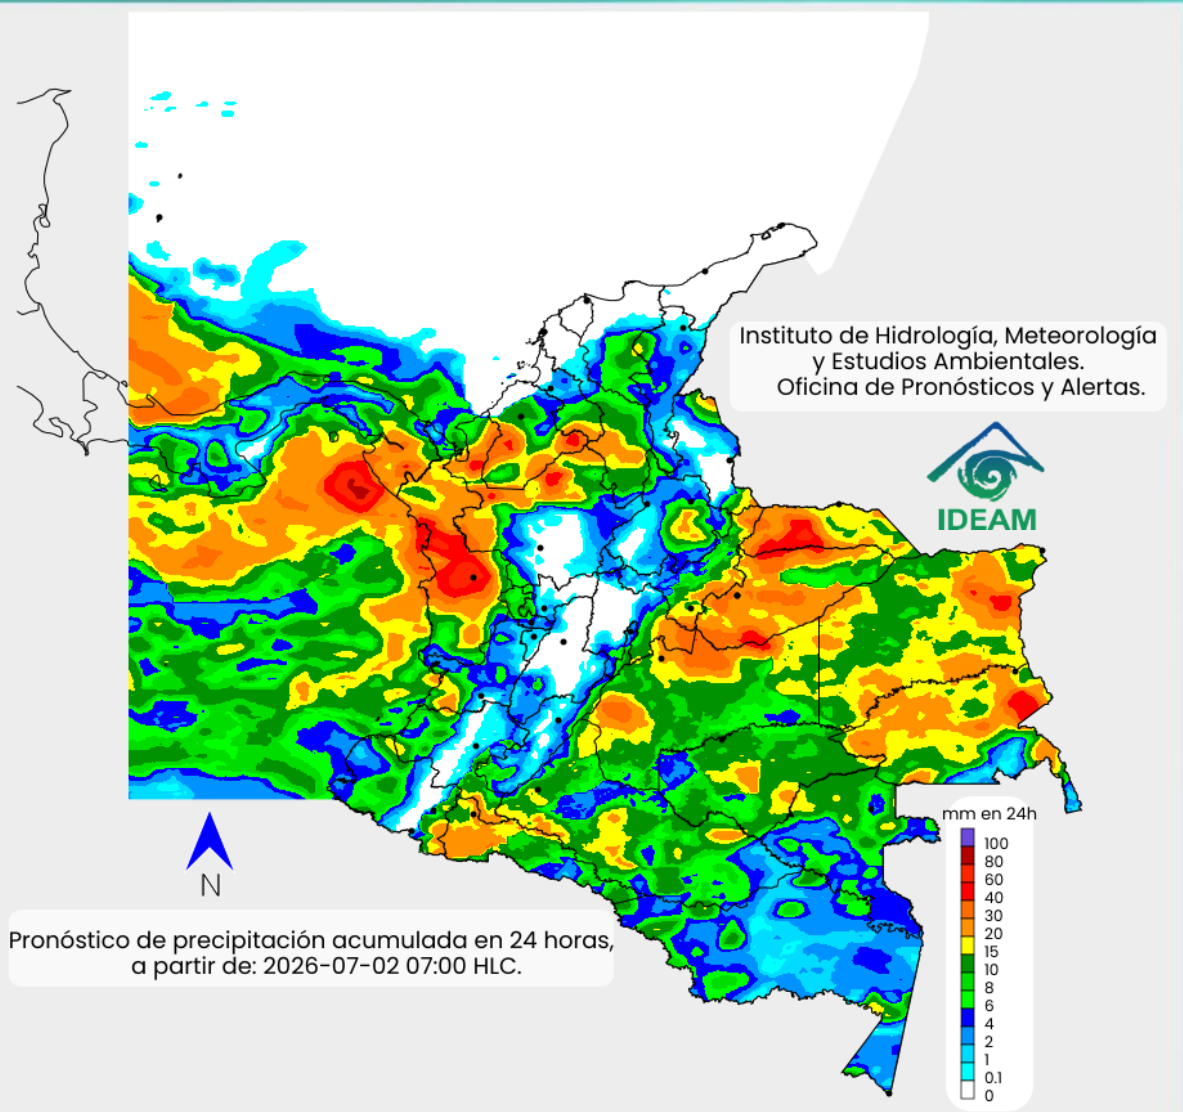 Instituto de Hidrología, Meteorología
y Estudios Ambientales.
Oficina de Pronósticos y Alertas.
IDEAM
mm en 24h
100
80
60
40
30
20
15
10
8
6
4
2
1
0.1
0
N
Pronóstico de precipitación acumulada en 24 horas,
a partir de: 2026-07-02 07:00 HLC.